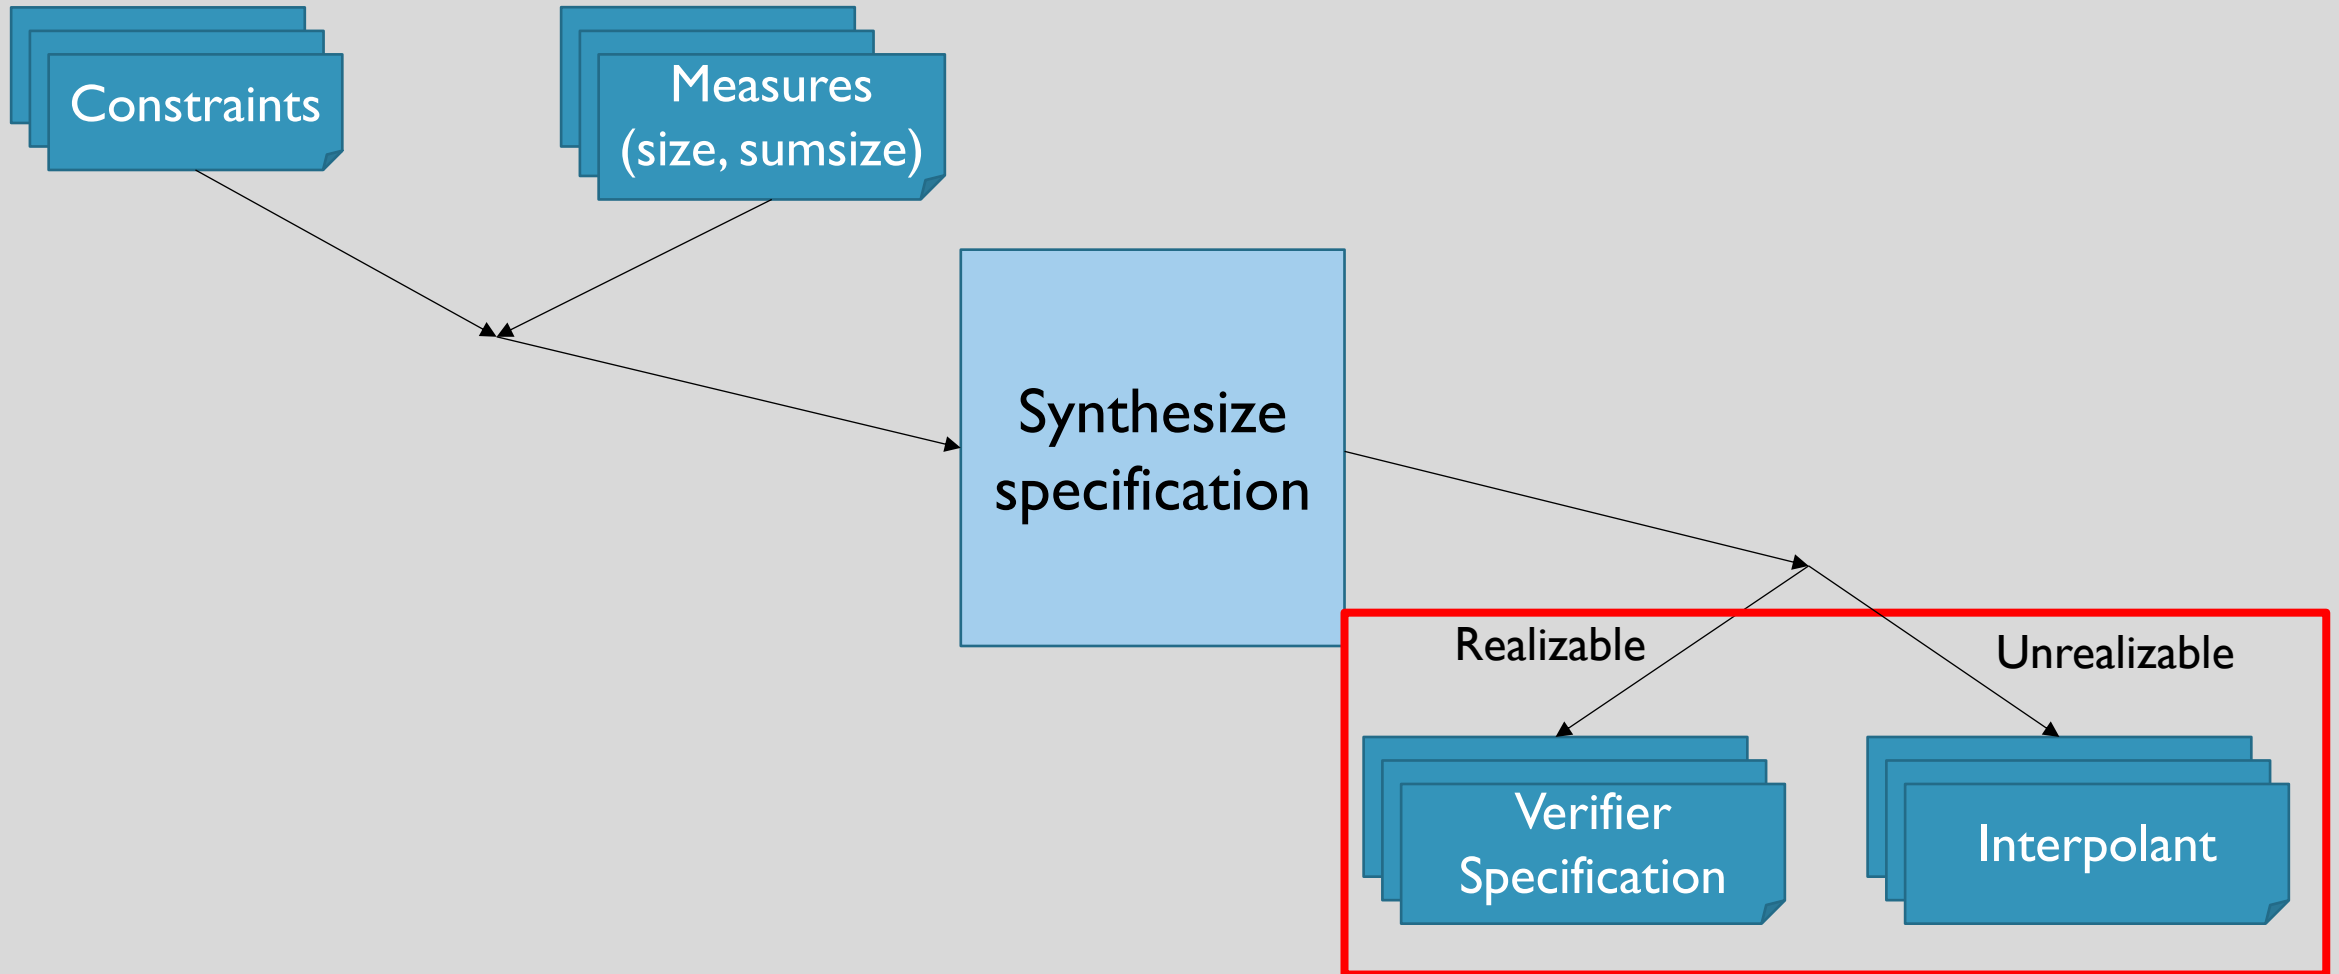 Constraints
Measures
(size, sumsize)
Synthesize
specification
Realizable
Unrealizable
Verifier
Specification
Interpolant